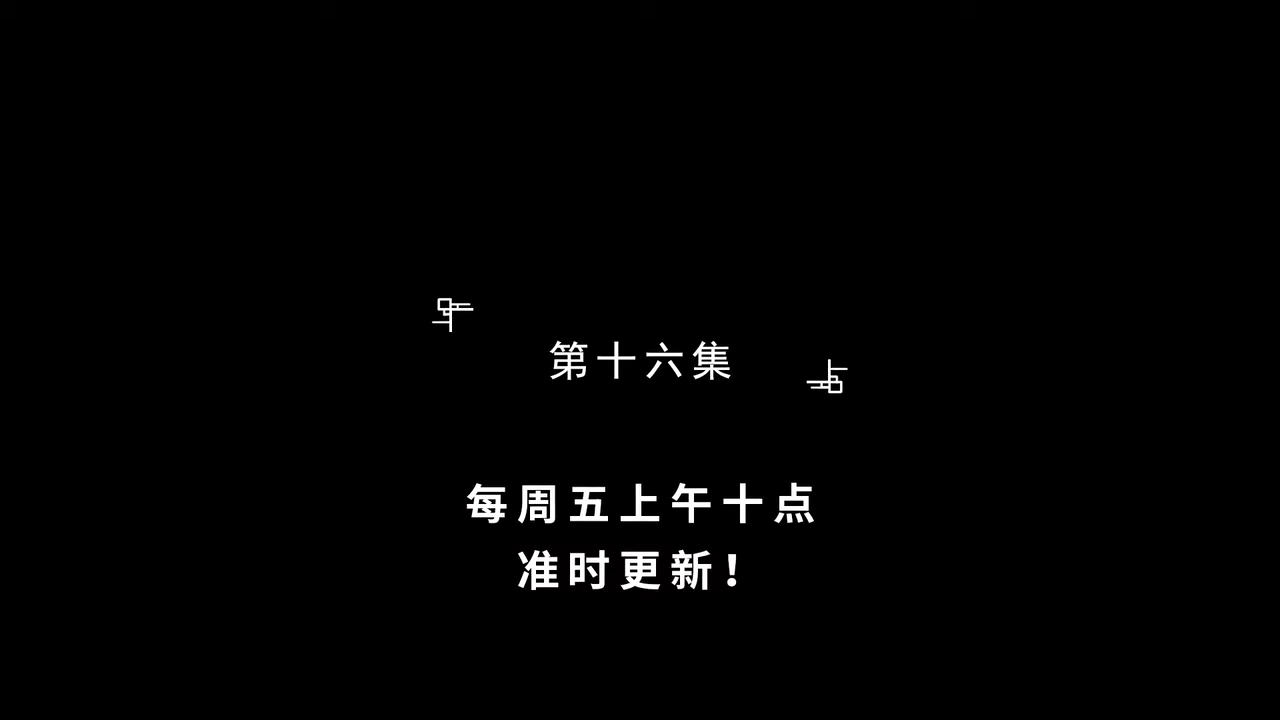 第十六集
每周五上午十点
准时更新！